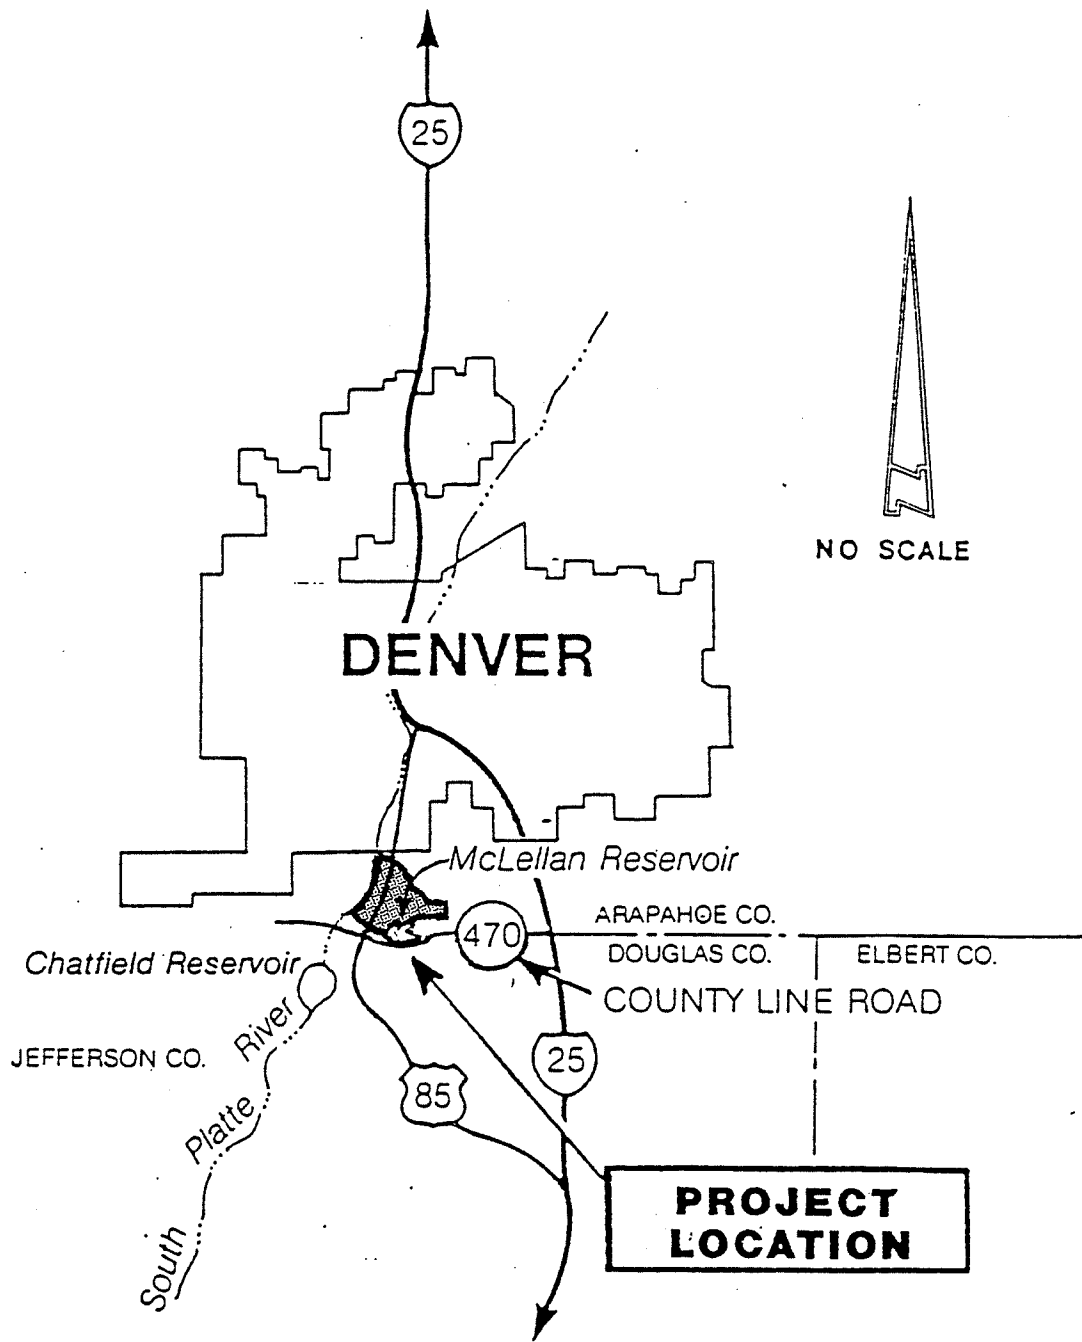 25
NO SCALE
DENVER
McLellan Reservoir
ARAPAHOE CO.
470
DOUGLAS CO.
ELBERT CO.
Chatfield Reservoir
COUNTY LINE ROAD
JEFFERSON CO.
South Platte River
25
85
PROJECT
LOCATION